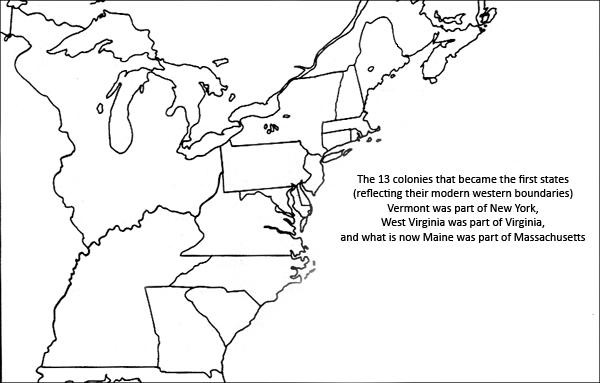 The 13 colonies that became the first states
(reflecting their modern western boundaries)
Vermont was part of New York,
West Virginia was part of Virginia,
and what is now Maine was part of Massachusetts